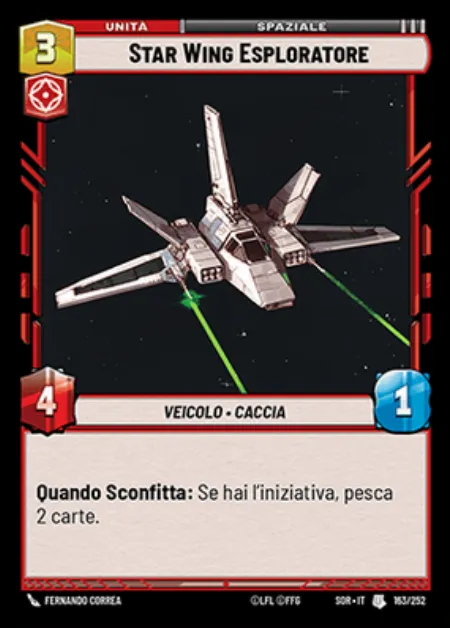 UNITÀ
SPAZIALE
3
STAR WING ESPLORATORE
4
VEICOLO • CACCIA
1
Quando Sconfitta: Se hai l'iniziativa, pesca
2 carte.
FERNANDO CORREA
©LFL ©FFG
SOR • IT
163/252